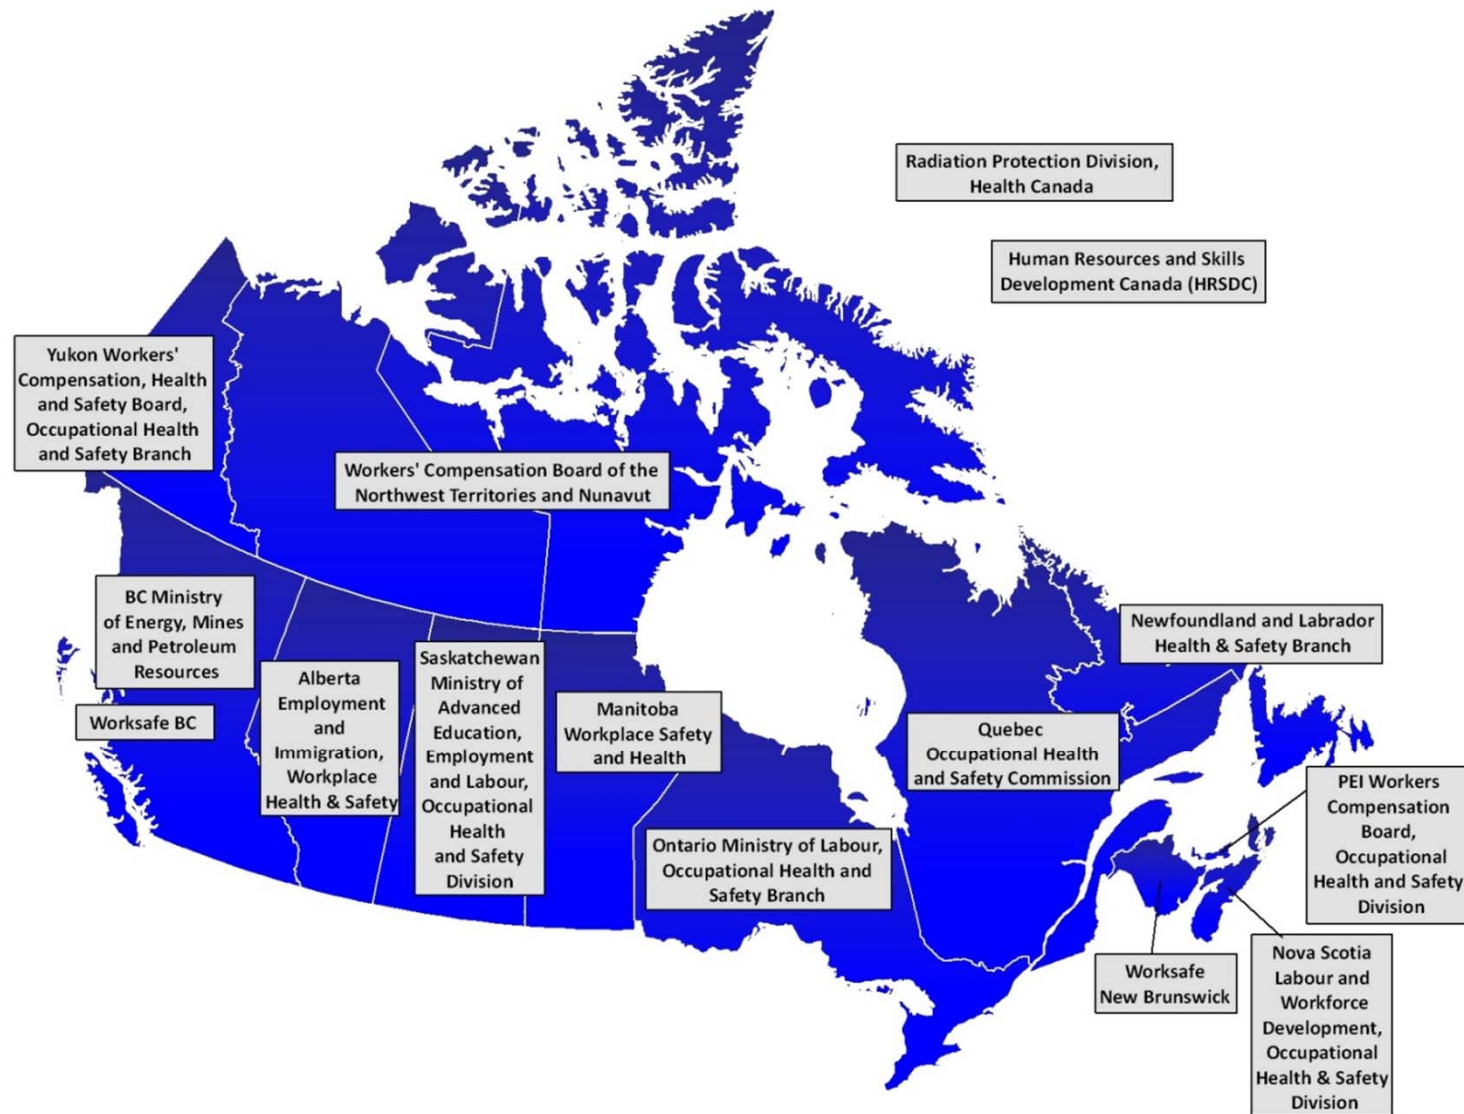 Radiation Protection Division,
Health Canada
Human Resources and Skills
Development Canada (HRSDC)
Yukon Workers'
Compensation, Health
and Safety Board,
Occupational Health
and Safety Branch
Workers' Compensation Board of the
Northwest Territories and Nunavut
BC Ministry
of Energy, Mines
and Petroleum
Resources
Worksafe BC
Alberta
Employment
and
Immigration,
Workplace
Health & Safety
Saskatchewan
Ministry of
Advanced
Education,
Employment
and Labour,
Occupational
Health
and Safety
Division
Manitoba
Workplace Safety
and Health
Ontario Ministry of Labour,
Occupational Health and
Safety Branch
Quebec
Occupational Health
and Safety Commission
Newfoundland and Labrador
Health & Safety Branch
PEI Workers
Compensation
Board,
Occupational
Health and Safety
Division
Worksafe
New Brunswick
Nova Scotia
Labour and
Workforce
Development,
Occupational
Health & Safety
Division